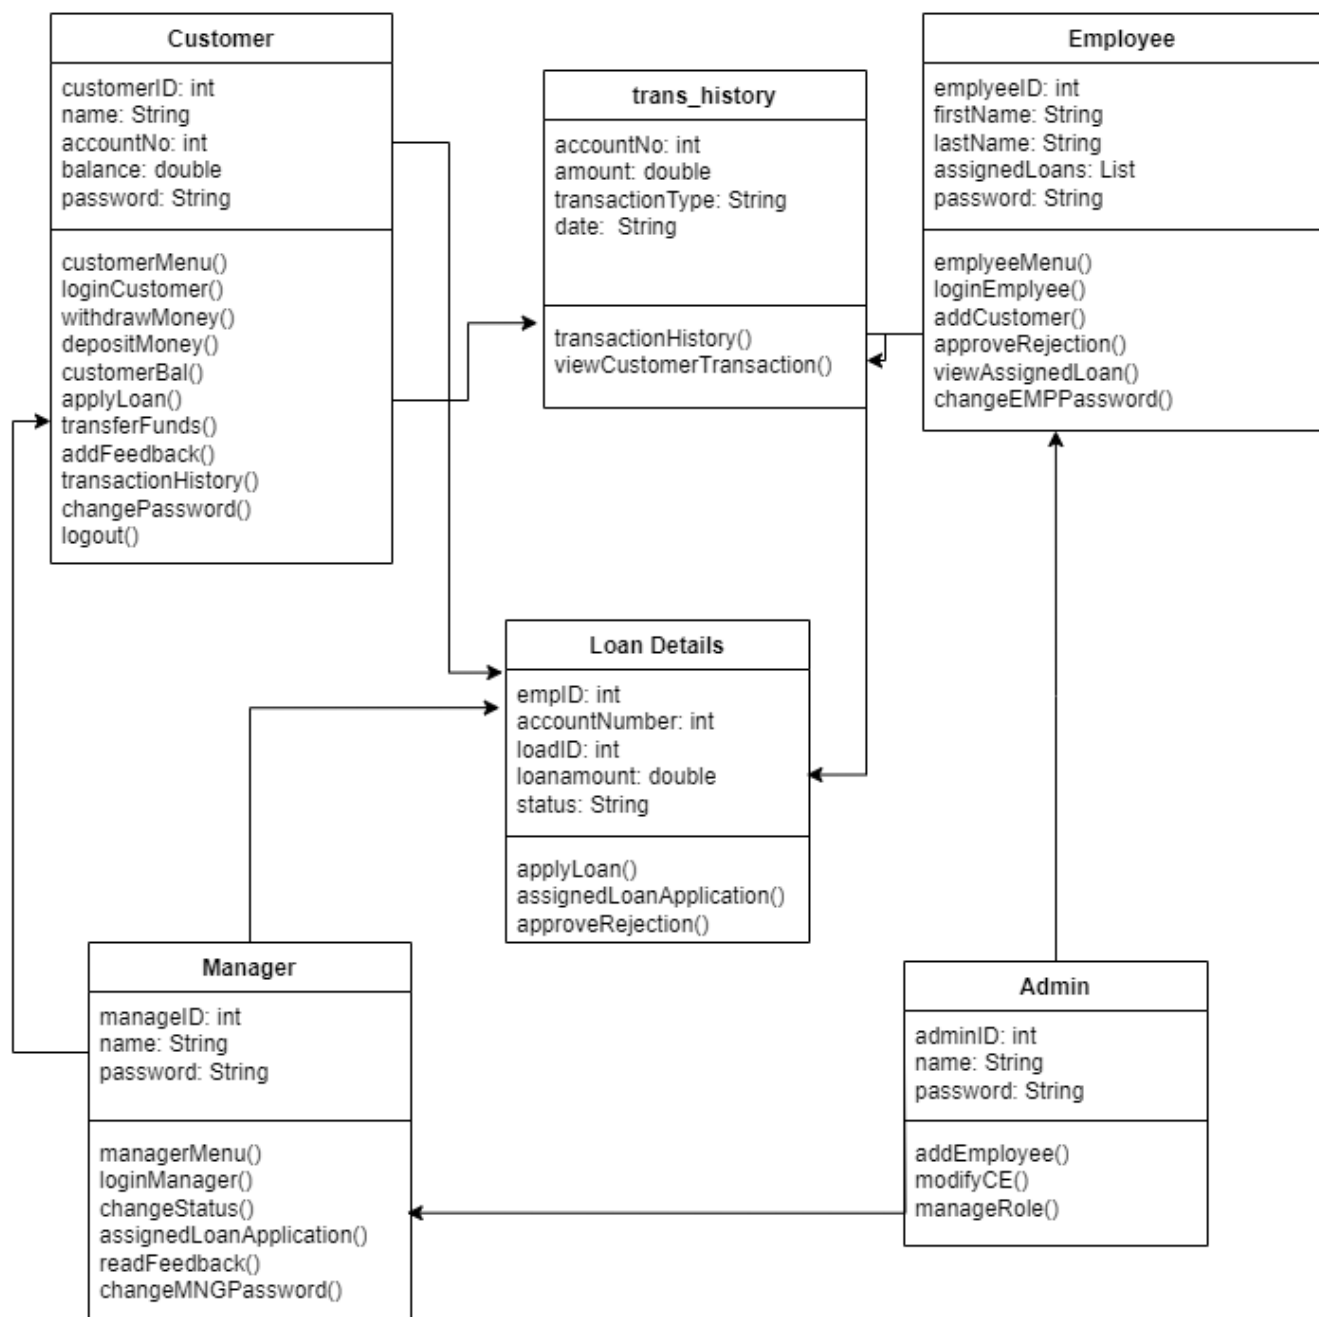 Customer
customerID: int
name: String
accountNo: int
balance: double
password: String
customerMenu()
loginCustomer()
withdrawMoney()
depositMoney()
customerBal()
applyLoan()
transferFunds()
addFeedback()
transactionHistory()
changePassword()
logout()
trans_history
accountNo: int
amount: double
transactionType: String
date:  String
transactionHistory()
viewCustomerTransaction()
Employee
emplyeeID: int
firstName: String
lastName: String
assignedLoans: List
password: String
emplyeeMenu()
loginEmplyee()
addCustomer()
approveRejection()
viewAssignedLoan()
changeEMPPassword()
Loan Details
empID: int
accountNumber: int
loadID: int
loanamount: double
status: String
applyLoan()
assignedLoanApplication()
approveRejection()
Manager
manageID: int
name: String
password: String
managerMenu()
loginManager()
changeStatus()
assignedLoanApplication()
readFeedback()
changeMNGPassword()
Admin
adminID: int
name: String
password: String
addEmployee()
modifyCE()
manageRole()